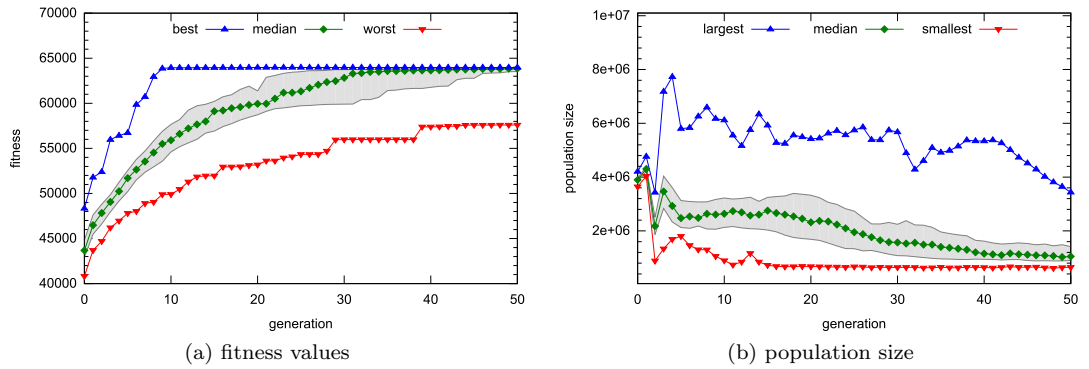 70000
65000
60000
55000
50000
45000
40000
fitness
best median worst
0 10 20 30 40 50
generation
(a) fitness values
1e+07
8e+06
6e+06
4e+06
2e+06
population size
largest median smallest
0 10 20 30 40 50
generation
(b) population size